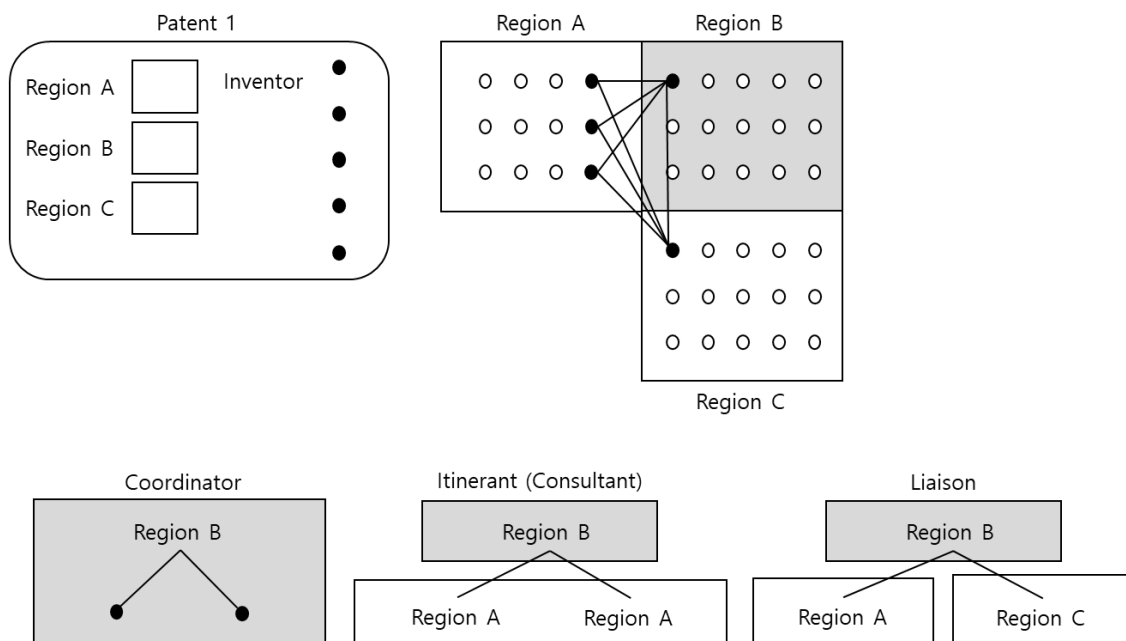 Patent 1
Region A
Inventor
Region B
Region C
Region A
Region B
Region C
Coordinator
Region B
Itinerant (Consultant)
Region B
Region A
Region A
Liaison
Region B
Region A
Region C